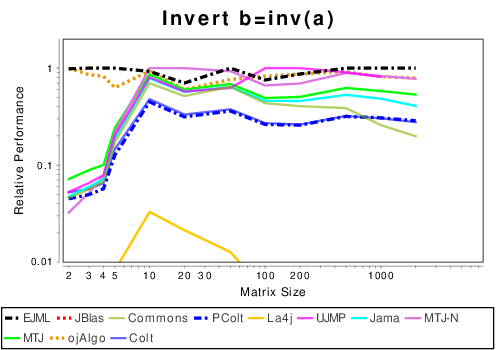 Invert b=inv(a)
1
0.1
0.01
Relative Performance
2 3 4 5 10 20 30 100 200 1000
Matrix Size
EJML JBlas Commons PColt La4j UJMP Jama MTJ-N
MTJ ojAlgo Colt